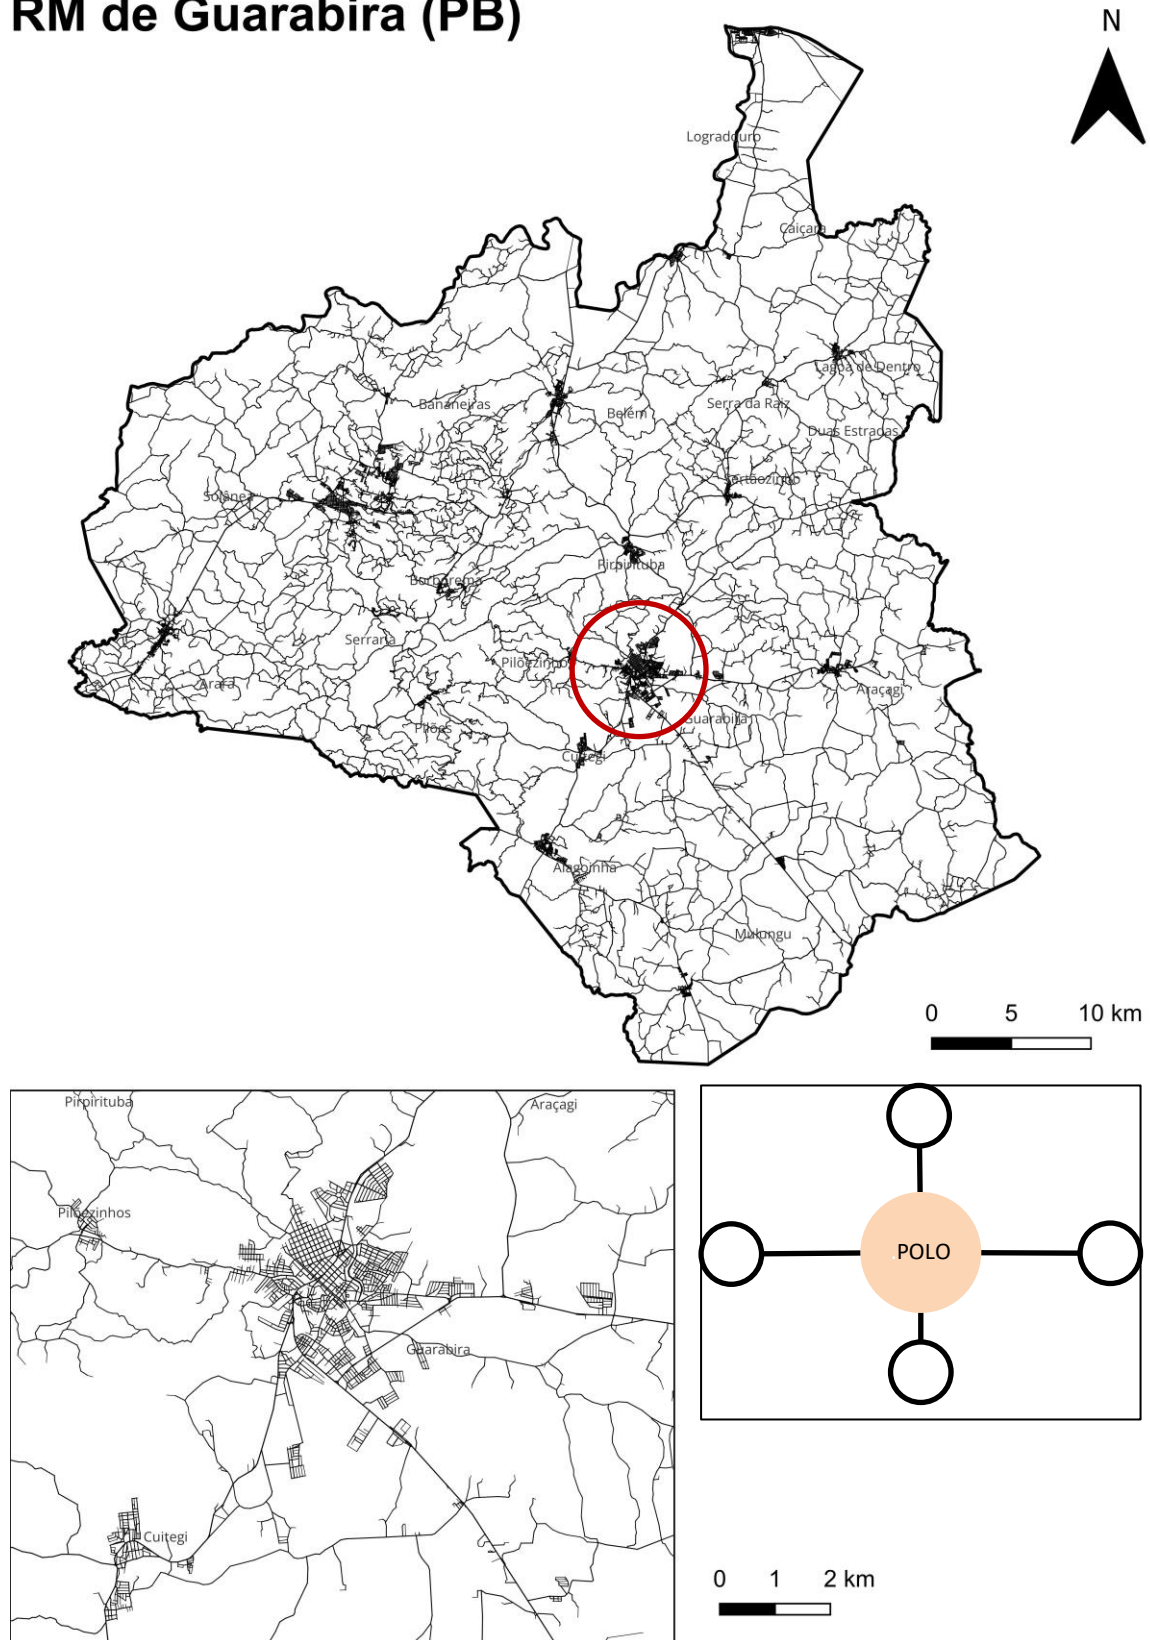 RM de Guarabira (PB)
N
Logradouro
Caiçara
Lagoa de Dentro
Bananeiras
Serra da Raiz
Belém
Duas Estradas
Sertãozinho
Solânea
Pirpirituba
Borborema
Serraria
Pilõezinhos
Arara
Araçagi
Guarabira
Pilões
Cuitegi
Alagoinha
Mulungu
0 5 10 km
Pirpirituba
Araçagi
Pilõezinhos
Guarabira
Cuitegi
POLO
0 1 2 km